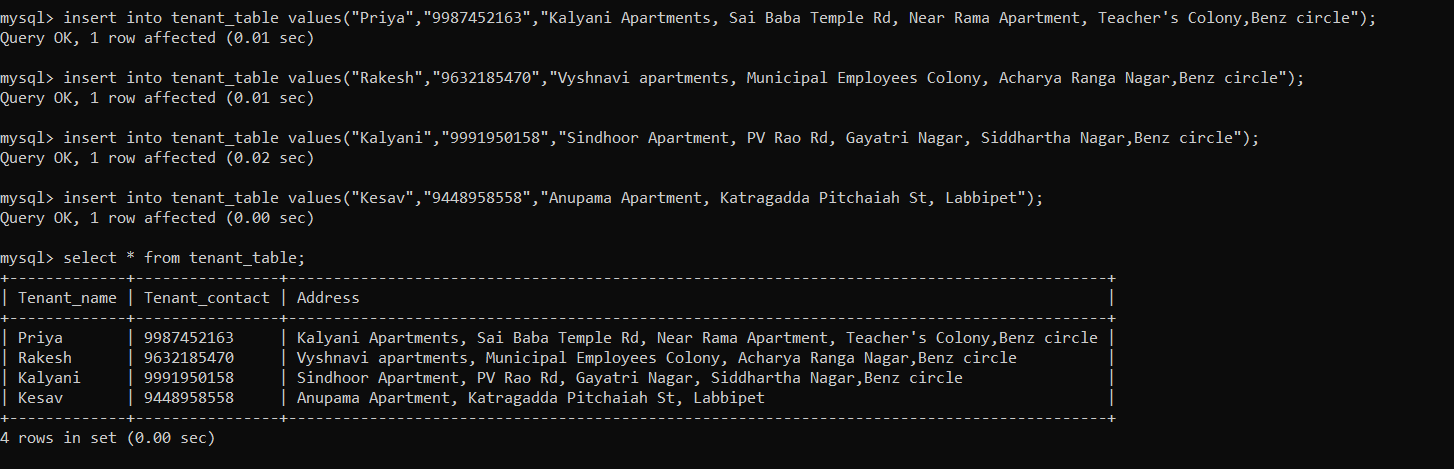 mysql> insert into tenant_table values("Priya","9987452163","Kalyani Apartments, Sai Baba Temple Rd, Near Rama Apartment, Teacher's Colony,Benz circle");
Query OK, 1 row affected (0.01 sec)
mysql> insert into tenant_table values("Rakesh","9632185470","Vyshnavi apartments, Municipal Employees Colony, Acharya Ranga Nagar,Benz circle");
Query OK, 1 row affected (0.01 sec)
mysql> insert into tenant_table values("Kalyani","9991950158","Sindhoor Apartment, PV Rao Rd, Gayatri Nagar, Siddhartha Nagar,Benz circle");
Query OK, 1 row affected (0.02 sec)
mysql> insert into tenant_table values("Kesav","9448958558","Anupama Apartment, Katragadda Pitchaiah St, Labbipet");
Query OK, 1 row affected (0.00 sec)
mysql> select * from tenant_table;
+-------------+----------------+-------------------------------------------------------------------------------------------+
| Tenant_name | Tenant_contact | Address                                                                                   |
+-------------+----------------+-------------------------------------------------------------------------------------------+
| Priya       | 9987452163     | Kalyani Apartments, Sai Baba Temple Rd, Near Rama Apartment, Teacher's Colony,Benz circle |
| Rakesh      | 9632185470     | Vyshnavi apartments, Municipal Employees Colony, Acharya Ranga Nagar,Benz circle          |
| Kalyani     | 9991950158     | Sindhoor Apartment, PV Rao Rd, Gayatri Nagar, Siddhartha Nagar,Benz circle                |
| Kesav       | 9448958558     | Anupama Apartment, Katragadda Pitchaiah St, Labbipet                                      |
+-------------+----------------+-------------------------------------------------------------------------------------------+
4 rows in set (0.00 sec)